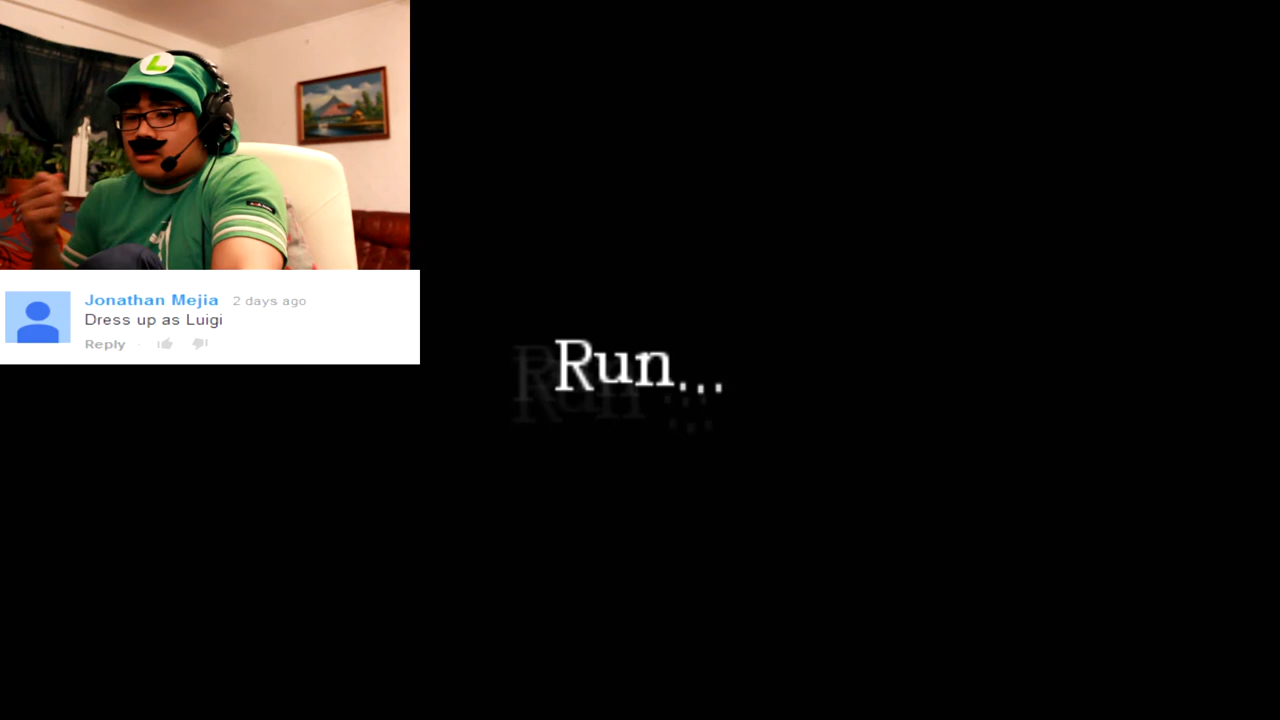 L
Jonathan Mejia 2 days ago
Dress up as Luigi
Reply
Run...